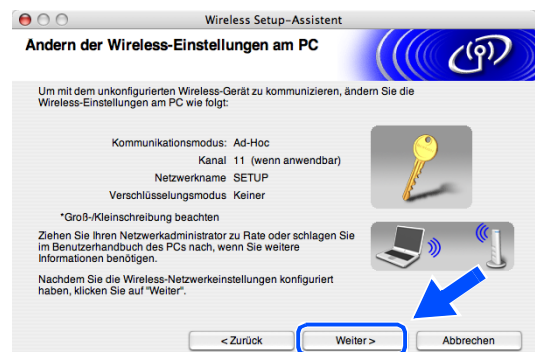 Wireless Setup-Assistent
Andern der Wireless-Einstellungen am PC
Um mit dem unkonfigurierten Wireless-Gerät zu kommunizieren, ändern Sie die
Wireless-Einstellungen am PC wie folgt:
Kommunikationsmodus: Ad-Hoc
Kanal 11 (wenn anwendbar)
Netzwerkname SETUP
Verschlüsselungsmodus Keiner
*Groß-/Kleinschreibung beachten
Ziehen Sie Ihren Netzwerkadministrator zu Rate oder schlagen Sie
im Benutzerhandbuch des PCs nach, wenn Sie weitere
Informationen benötigen.
Nachdem Sie die Wireless-Netzwerkeinstellungen konfiguriert
haben, klicken Sie auf "Weiter".
< Zurück Weiter > Abbrechen